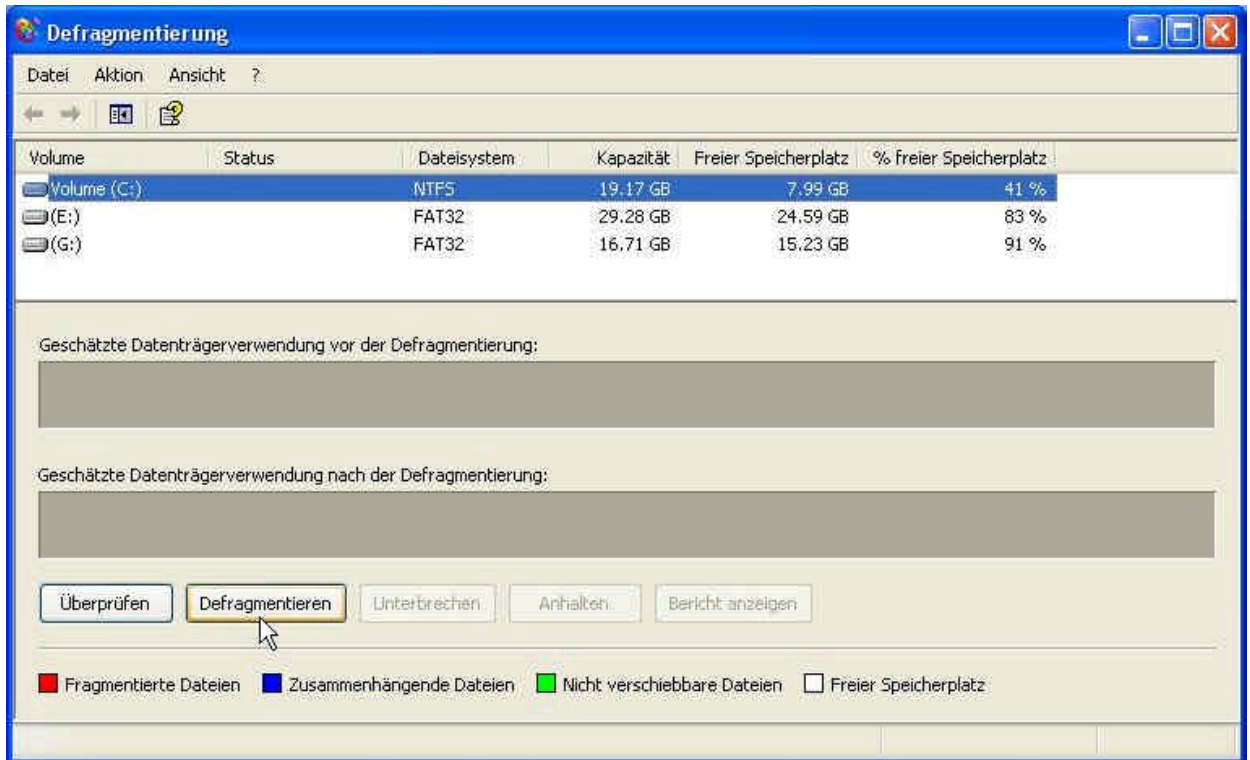 Defragmentierung
Datei Aktion Ansicht ?
Volume Status Dateisystem Kapazität Freier Speicherplatz % freier Speicherplatz
Volume (C:) NTFS 19.17 GB 7.99 GB 41 %
(E:) FAT32 29.28 GB 24.59 GB 83 %
(G:) FAT32 16.71 GB 15.23 GB 91 %
Geschätzte Datenträgerverwendung vor der Defragmentierung:
Geschätzte Datenträgerverwendung nach der Defragmentierung:
Überprüfen Defragmentieren Unterbrechen Anhalten Bericht anzeigen
Fragmentierte Dateien Zusammenhängende Dateien Nicht verschiebbare Dateien Freier Speicherplatz